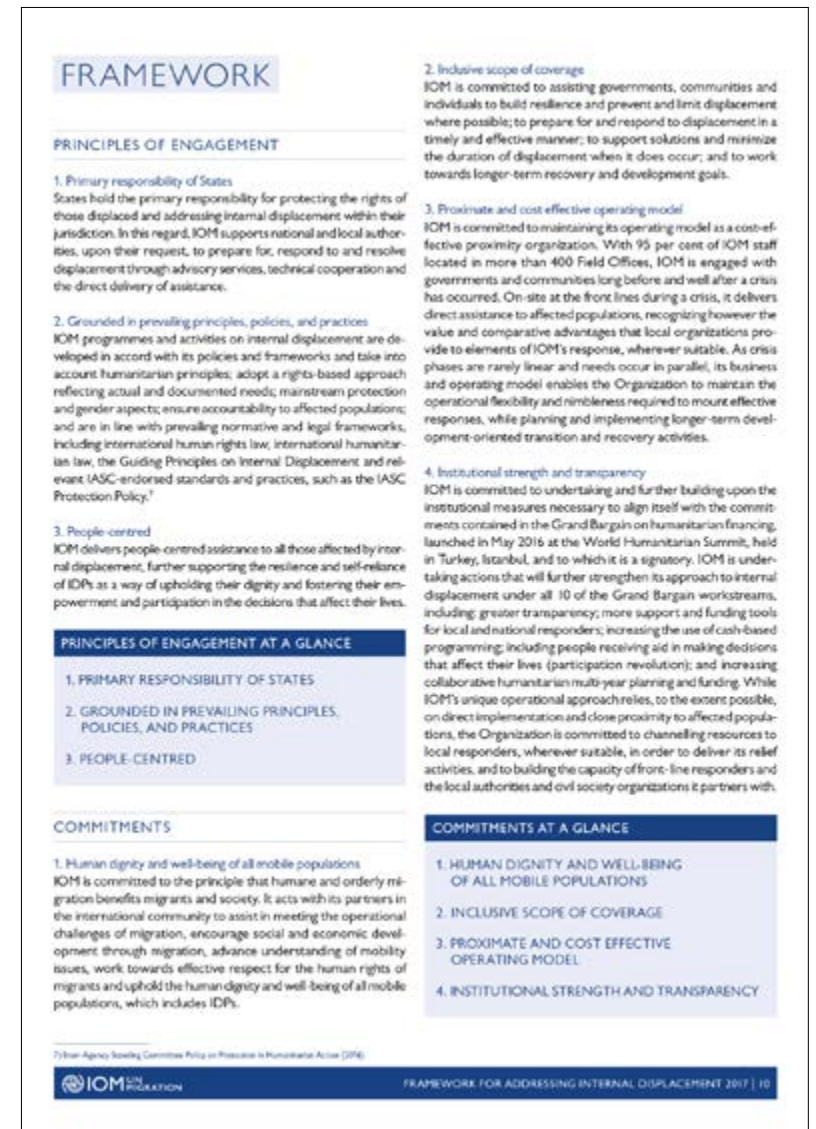 FRAMEWORK
PRINCIPLES OF ENGAGEMENT
1. Primary responsibility of States
States hold the primary responsibility for protecting the rights of
those displaced and addressing internal displacement within their
jurisdiction. In this regard, IOM supports national and local author-
ities, upon their request, to prepare for, respond to and resolve
displacement through advisory services, technical cooperation and
the direct delivery of assistance.
2. Grounded in prevailing principles, policies, and practices
IOM programmes and activities on internal displacement are de-
veloped in accord with its policies and frameworks and take into
account humanitarian principles; adopt a rights-based approach
reflecting actual and documented needs; mainstream protection
and gender aspects; ensure accountability to affected populations;
and are in line with prevailing normative and legal frameworks,
including international human rights law, international humanitar-
ian law, the Guiding Principles on Internal Displacement and rel-
evant IASC-endorsed standards and practices, such as the IASC
Protection Policy.7
3. People-centred
IOM delivers people-centred assistance to all those affected by inter-
nal displacement, further supporting the resilience and self-reliance
of IDPs as a way of upholding their dignity and fostering their em-
powerment and participation in the decisions that affect their lives.
PRINCIPLES OF ENGAGEMENT AT A GLANCE
1. PRIMARY RESPONSIBILITY OF STATES
2. GROUNDED IN PREVAILING PRINCIPLES,
POLICIES, AND PRACTICES
3. PEOPLE-CENTRED
COMMITMENTS
1. Human dignity and well-being of all mobile populations
IOM is committed to the principle that humane and orderly mi-
gration benefits migrants and society. It acts with its partners in
the international community to assist in meeting the operational
challenges of migration, encourage social and economic devel-
opment through migration, advance understanding of mobility
issues, work towards effective respect for the human rights of
migrants and uphold the human dignity and well-being of all mobile
populations, which includes IDPs.
2. Inclusive scope of coverage
IOM is committed to assisting governments, communities and
individuals to build resilience and prevent and limit displacement
where possible; to prepare for and respond to displacement in a
timely and effective manner; to support solutions and minimize
the duration of displacement when it does occur; and to work
towards longer-term recovery and development goals.
3. Proximate and cost effective operating model
IOM is committed to maintaining its operating model as a cost-ef-
fective proximity organization. With 95 per cent of IOM staff
located in more than 400 Field Offices, IOM is engaged with
governments and communities long before and well after a crisis
has occurred. On-site at the front lines during a crisis, it delivers
direct assistance to affected populations, recognizing however the
value and comparative advantages that local organizations pro-
vide to elements of IOM's response, wherever suitable. As crisis
phases are rarely linear and needs occur in parallel, its business
and operating model enables the Organization to maintain the
operational flexibility and nimbleness required to mount effective
responses, while planning and implementing longer-term devel-
opment-oriented transition and recovery activities.
4. Institutional strength and transparency
IOM is committed to undertaking and further building upon the
institutional measures necessary to align itself with the commit-
ments contained in the Grand Bargain on humanitarian financing,
launched in May 2016 at the World Humanitarian Summit, held
in Turkey, Istanbul, and to which it is a signatory. IOM is under-
taking actions that will further strengthen its approach to internal
displacement under all 10 of the Grand Bargain workstreams,
including: greater transparency; more support and funding tools
for local and national responders; increasing the use of cash-based
programming; including people receiving aid in making decisions
that affect their lives (participation revolution); and increasing
collaborative humanitarian multi-year planning and funding. While
IOM's unique operational approach relies, to the extent possible,
on direct implementation and close proximity to affected popula-
tions, the Organization is committed to channelling resources to
local responders, wherever suitable, in order to deliver its relief
activities, and to building the capacity of front-line responders and
the local authorities and civil society organizations it partners with.
COMMITMENTS AT A GLANCE
1. HUMAN DIGNITY AND WELL-BEING
OF ALL MOBILE POPULATIONS
2. INCLUSIVE SCOPE OF COVERAGE
3. PROXIMATE AND COST EFFECTIVE
OPERATING MODEL
4. INSTITUTIONAL STRENGTH AND TRANSPARENCY
7) Inter-Agency Standing Committee Policy on Protection in Humanitarian Action (2016).
IOM UN MIGRATION
FRAMEWORK FOR ADDRESSING INTERNAL DISPLACEMENT 2017 | 10